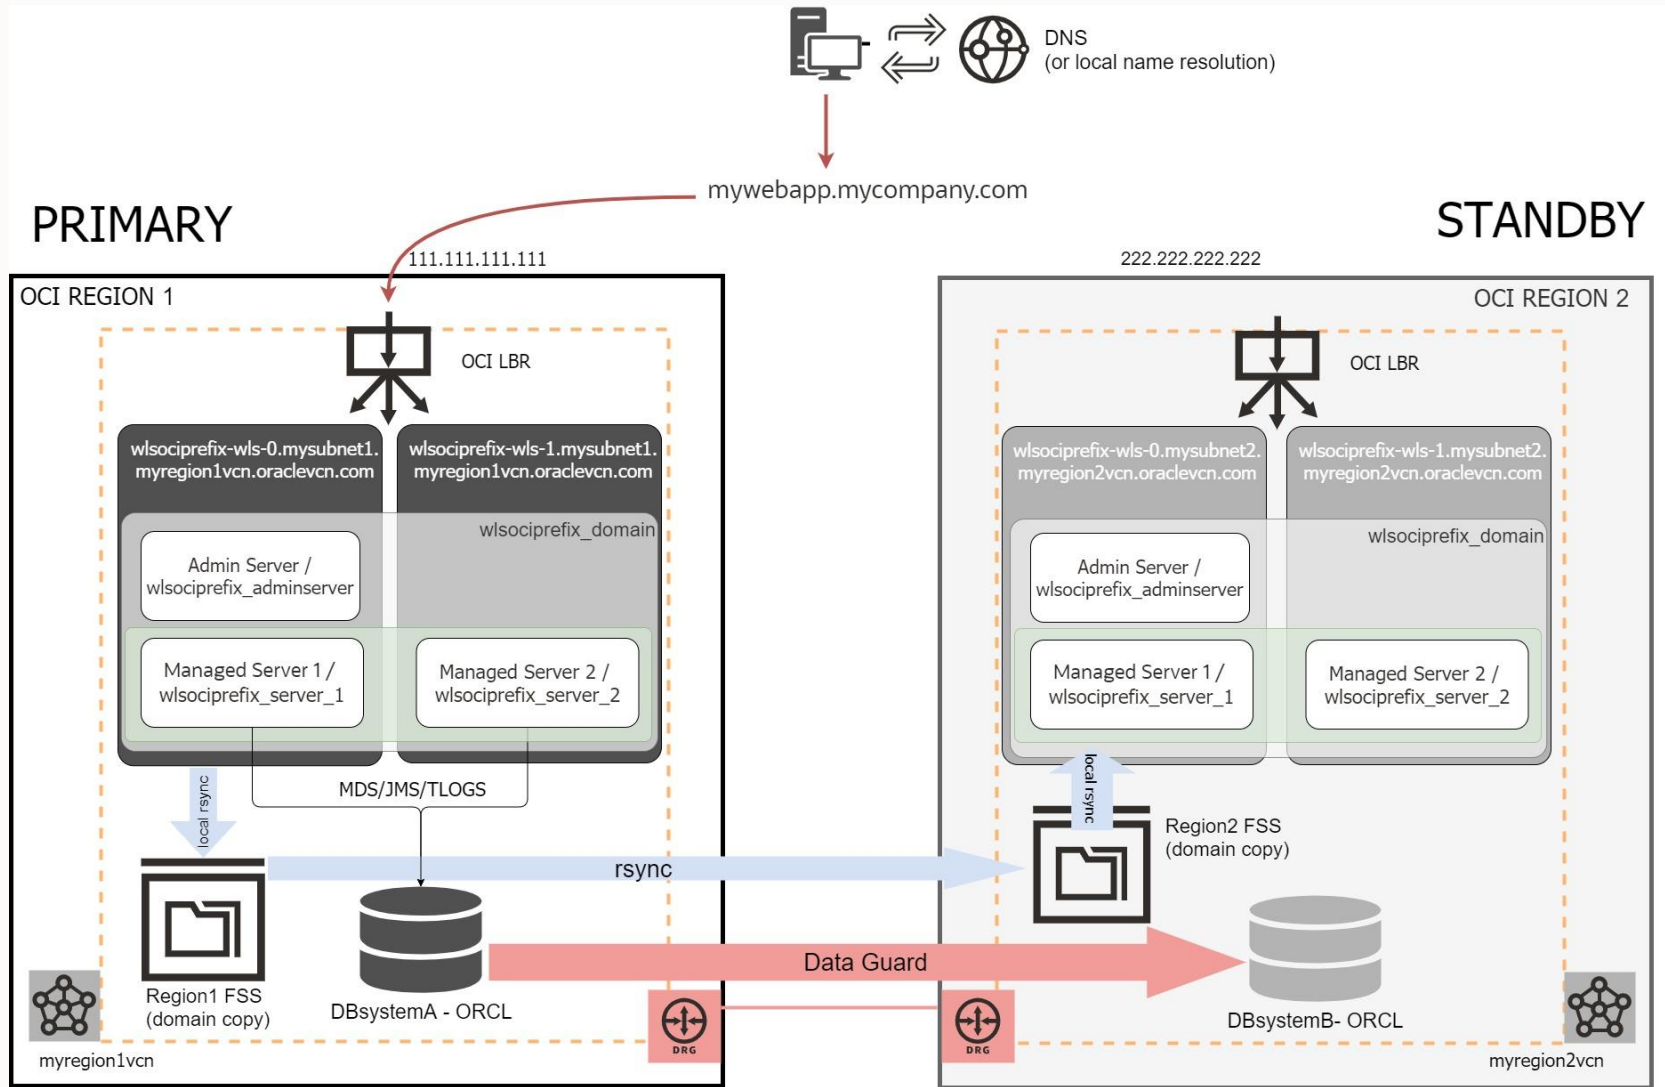 DNS
(or local name resolution)
mywebapp.mycompany.com
PRIMARY
STANDBY
111.111.111.111
222.222.222.222
OCI REGION 1
OCI LBR
wlsociprefix-wls-0.mysubnet1.
myregion1vcn.oraclevcn.com
wlsociprefix-wls-1.mysubnet1.
myregion1vcn.oraclevcn.com
wlsociprefix_domain
Admin Server /
wlsociprefix_adminserver
Managed Server 1 /
wlsociprefix_server_1
Managed Server 2 /
wlsociprefix_server_2
local rsync
MDS/JMS/TLOGS
rsync
Region1 FSS
(domain copy)
DBsystemA - ORCL
Data Guard
DRG
myregion1vcn
OCI REGION 2
OCI LBR
wlsociprefix-wls-0.mysubnet2.
myregion2vcn.oraclevcn.com
wlsociprefix-wls-1.mysubnet2.
myregion2vcn.oraclevcn.com
wlsociprefix_domain
Admin Server /
wlsociprefix_adminserver
Managed Server 1 /
wlsociprefix_server_1
Managed Server 2 /
wlsociprefix_server_2
local rsync
Region2 FSS
(domain copy)
DBsystemB- ORCL
DRG
myregion2vcn